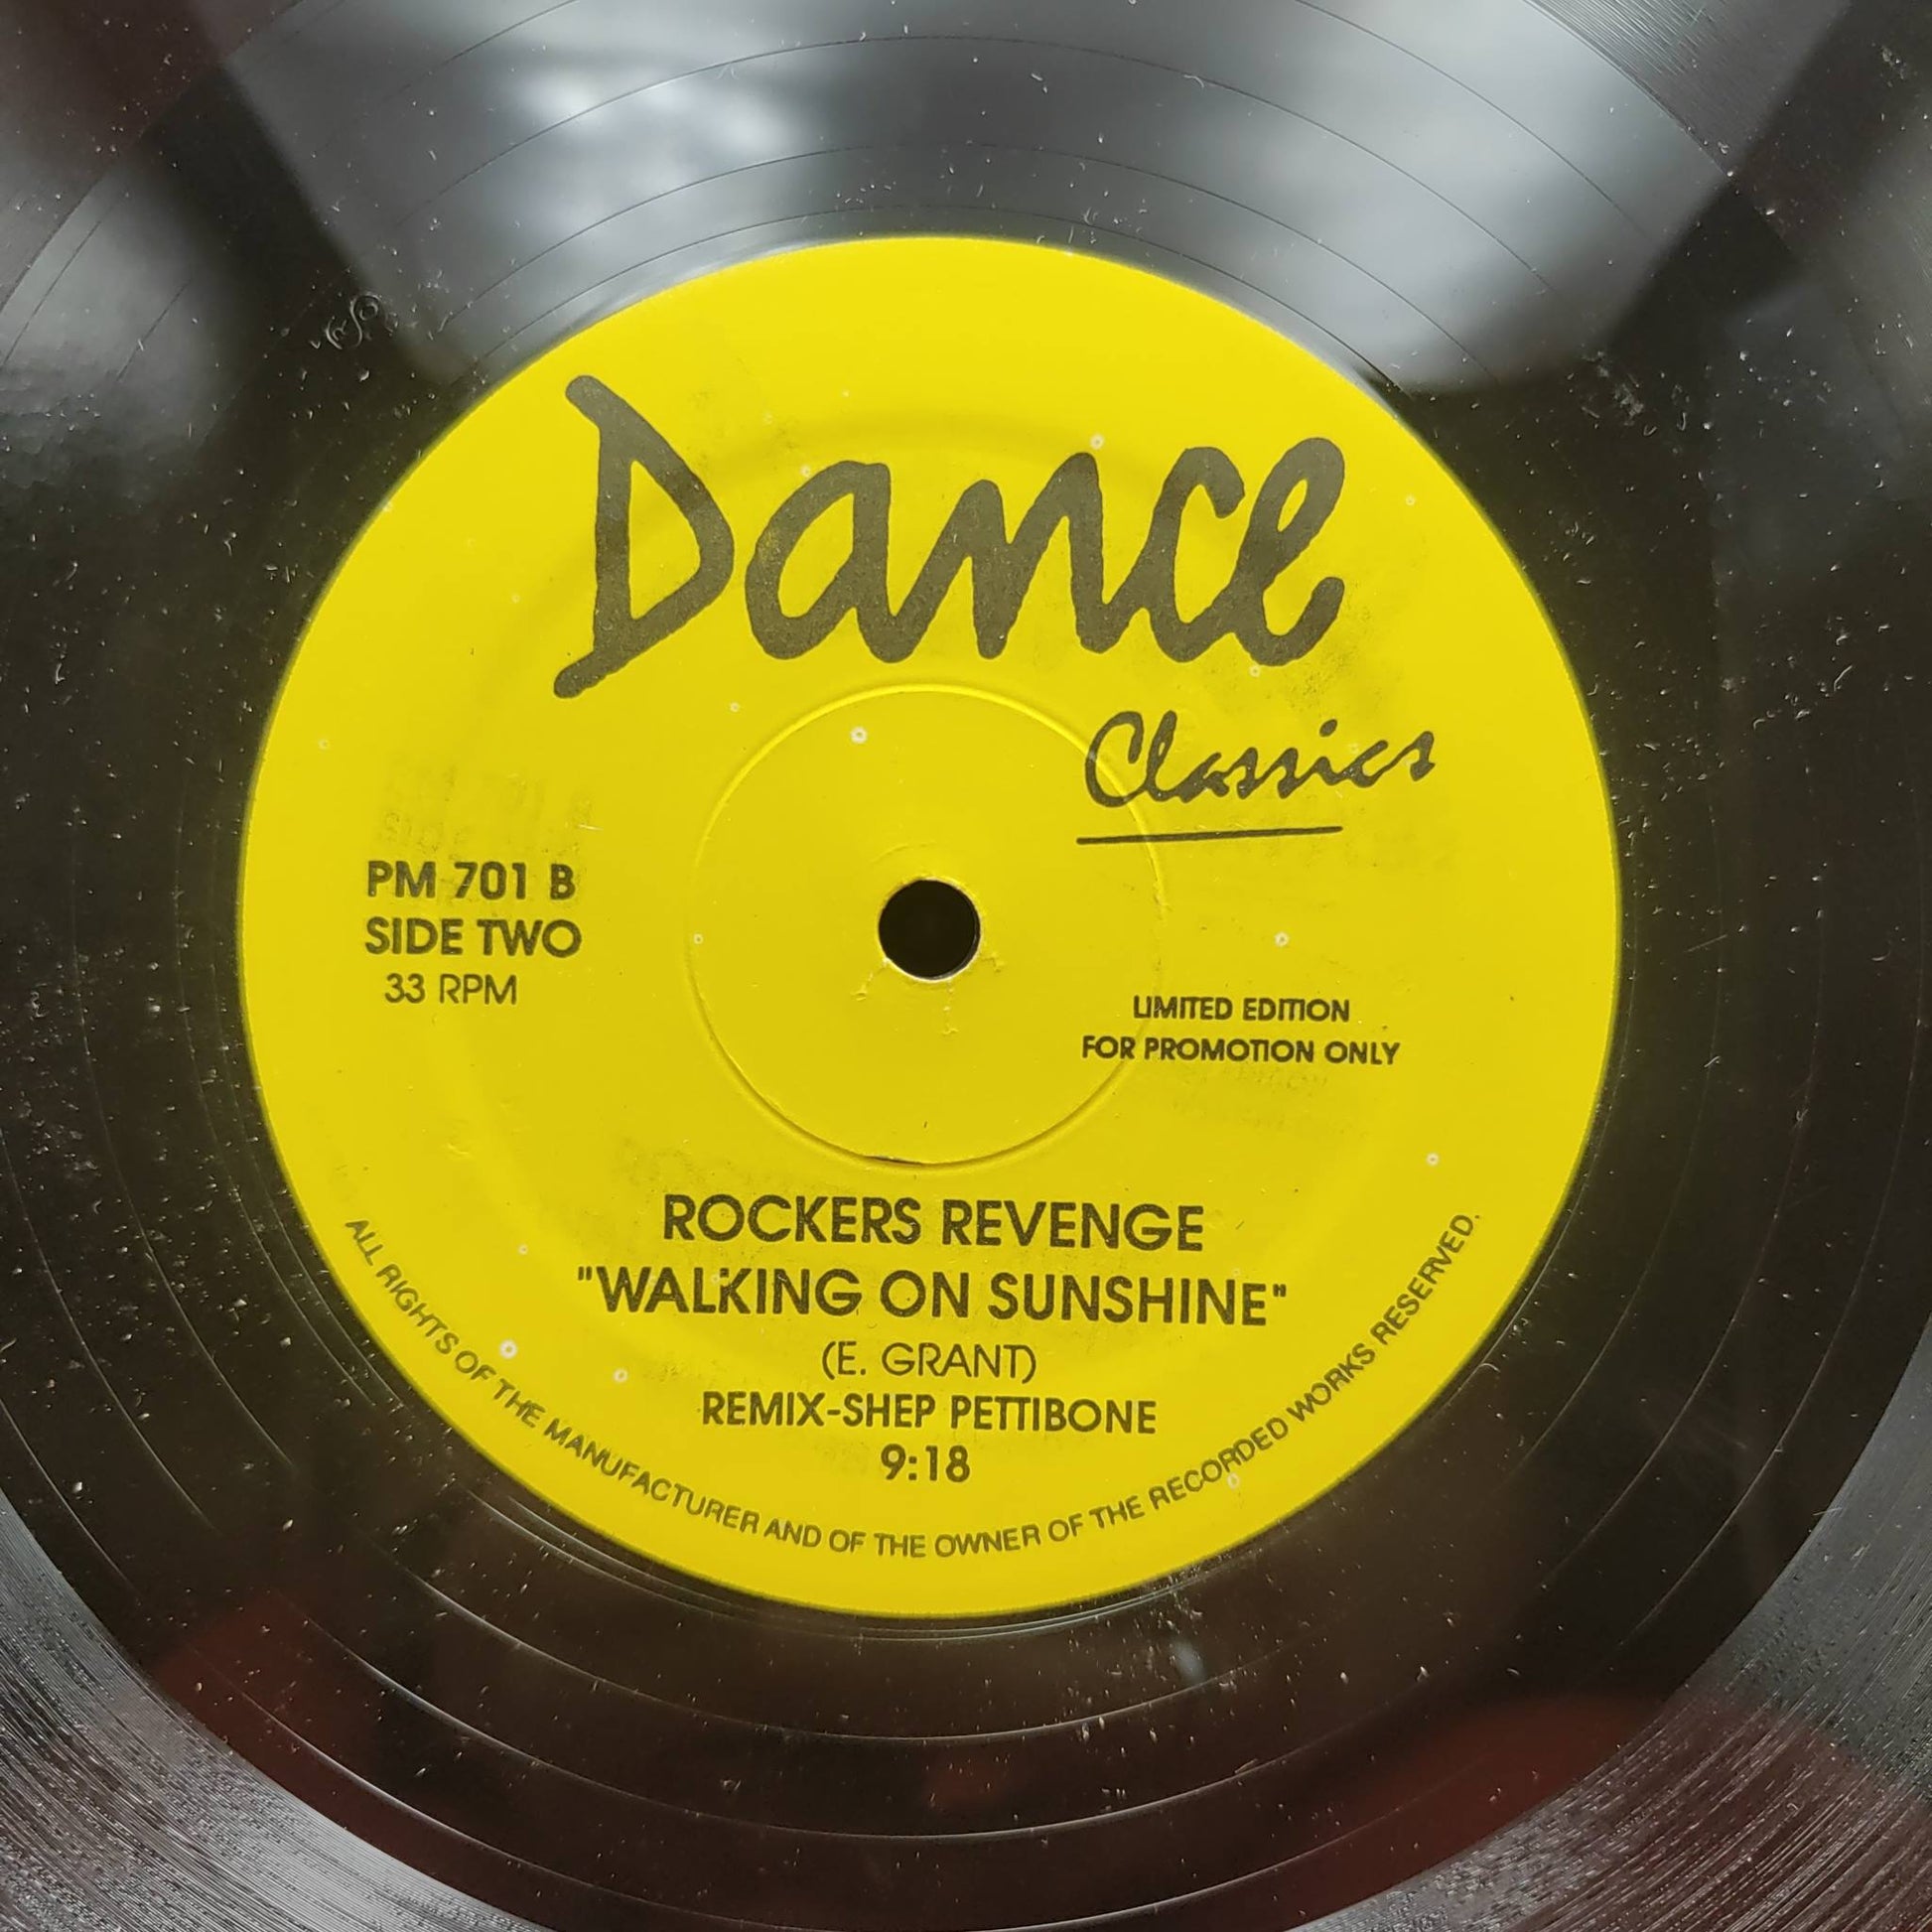 Dance
Classics
PM 701 B
SIDE TWO
33 RPM
LIMITED EDITION
FOR PROMOTION ONLY
ROCKERS REVENGE
"WALKING ON SUNSHINE"
(E. GRANT)
REMIX-SHEP PETTIBONE
9:18
ALL RIGHTS OF THE MANUFACTURER AND OF THE OWNER OF THE RECORDED WORKS RESERVED.